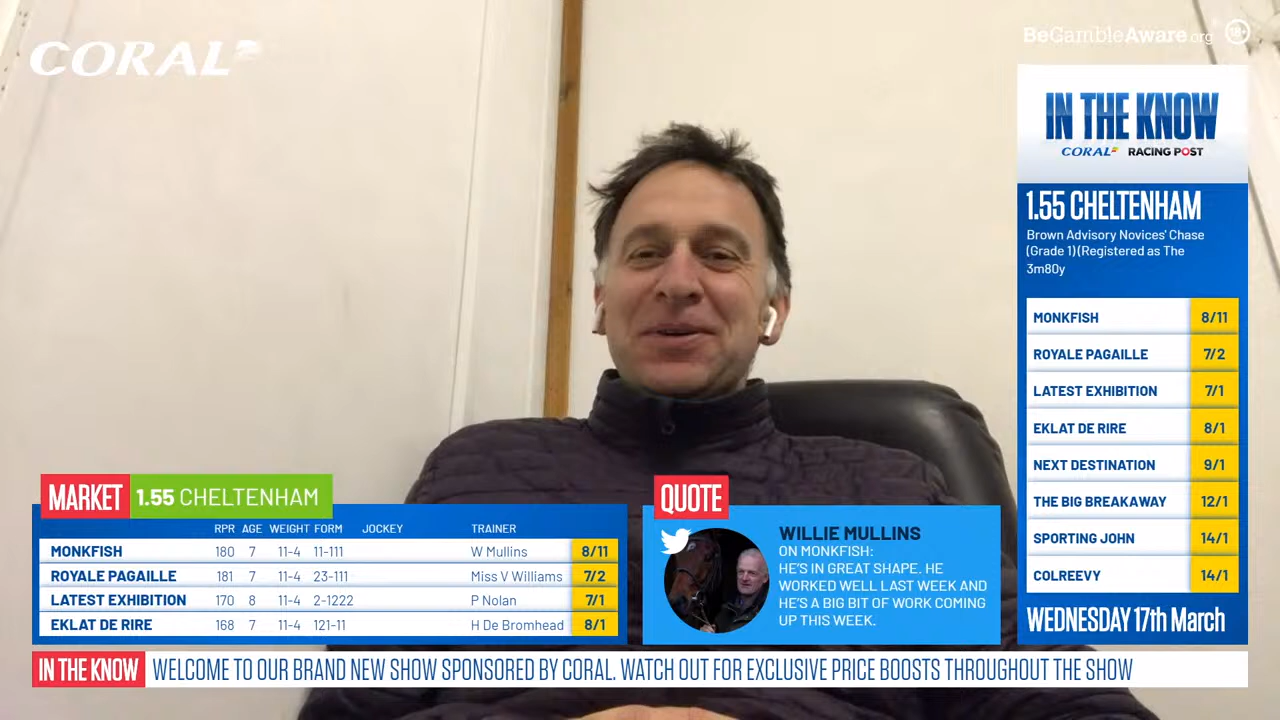 CORAL
BeGambleAware.org 18+
IN THE KNOW
CORAL RACING POST
1.55 CHELTENHAM
Brown Advisory Novices' Chase
(Grade 1) (Registered as The
3m80y
MONKFISH 8/11
ROYALE PAGAILLE 7/2
LATEST EXHIBITION 7/1
EKLAT DE RIRE 8/1
NEXT DESTINATION 9/1
THE BIG BREAKAWAY 12/1
SPORTING JOHN 14/1
COLREEVY 14/1
WEDNESDAY 17th March
MARKET 1.55 CHELTENHAM
RPR AGE WEIGHT FORM JOCKEY TRAINER
MONKFISH 180 7 11-4 11-111 W Mullins 8/11
ROYALE PAGAILLE 181 7 11-4 23-111 Miss V Williams 7/2
LATEST EXHIBITION 170 8 11-4 2-1222 P Nolan 7/1
EKLAT DE RIRE 168 7 11-4 121-11 H De Bromhead 8/1
QUOTE
WILLIE MULLINS
ON MONKFISH:
HE'S IN GREAT SHAPE. HE
WORKED WELL LAST WEEK AND
HE'S A BIG BIT OF WORK COMING
UP THIS WEEK.
IN THE KNOW WELCOME TO OUR BRAND NEW SHOW SPONSORED BY CORAL. WATCH OUT FOR EXCLUSIVE PRICE BOOSTS THROUGHOUT THE SHOW